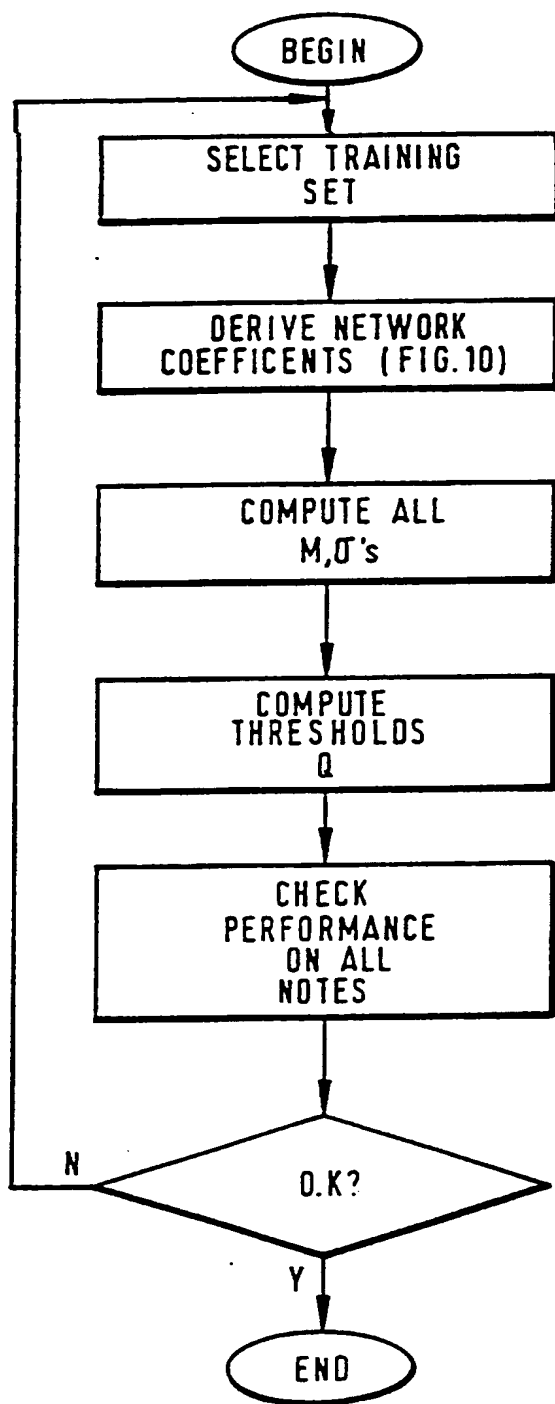 BEGIN
SELECT TRAINING
SET
DERIVE NETWORK
COEFFICENTS (FIG.10)
COMPUTE ALL
M,σ's
COMPUTE
THRESHOLDS
Q
CHECK
PERFORMANCE
ON ALL
NOTES
O.K?
N
Y
END